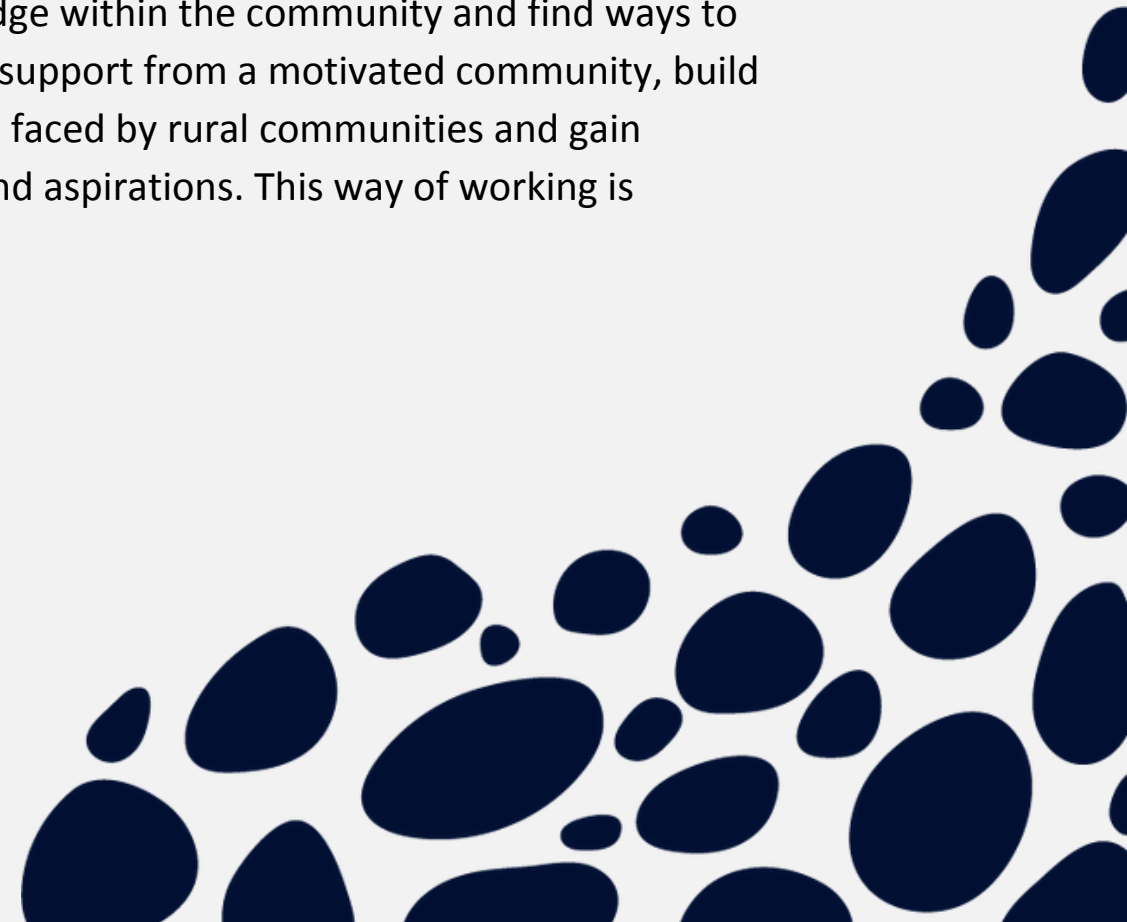 dge within the community and find ways to
support from a motivated community, build
faced by rural communities and gain
nd aspirations. This way of working is